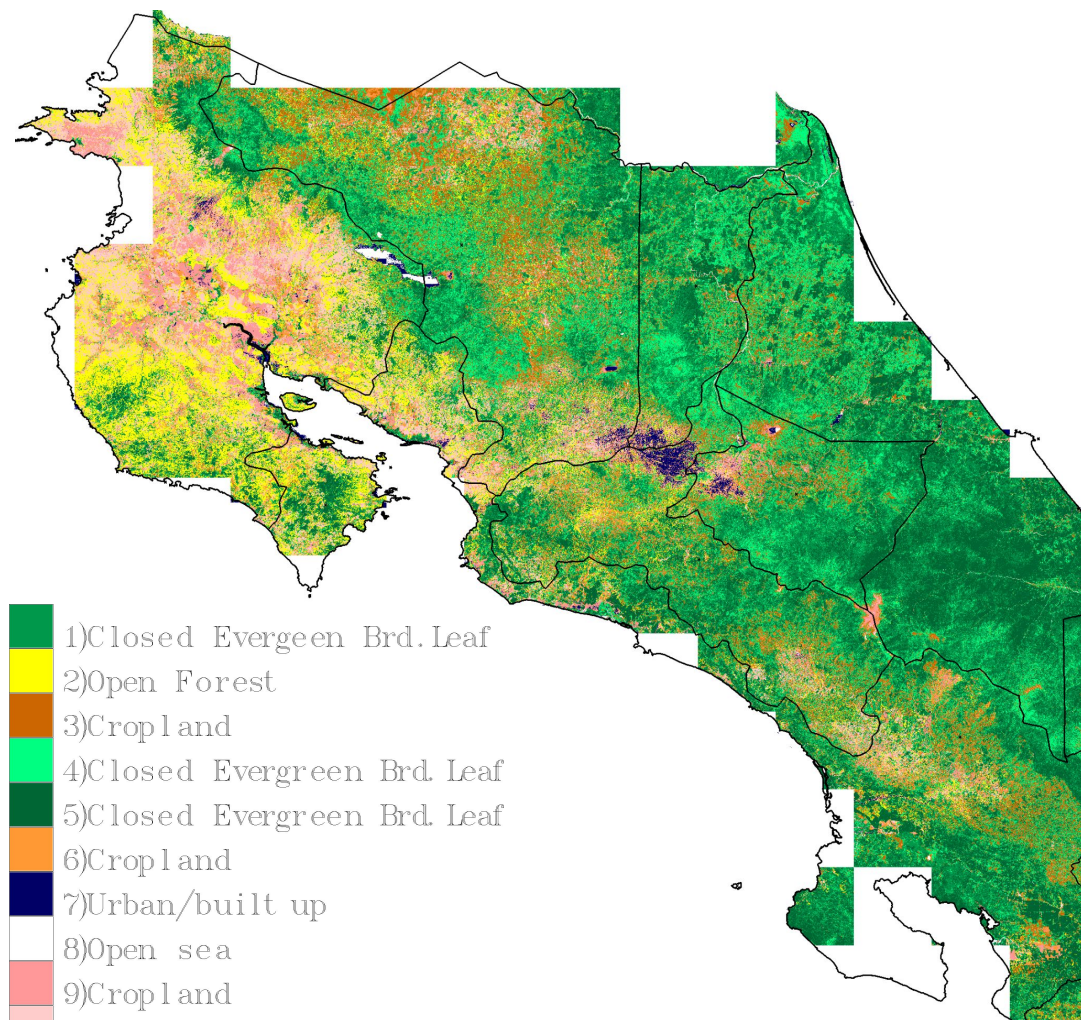 1)Closed Evergeen Brd. Leaf
2)Open Forest
3)Cropland
4)Closed Evergreen Brd. Leaf
5)Closed Evergreen Brd. Leaf
6)Cropland
7)Urban/built up
8)Open sea
9)Cropland